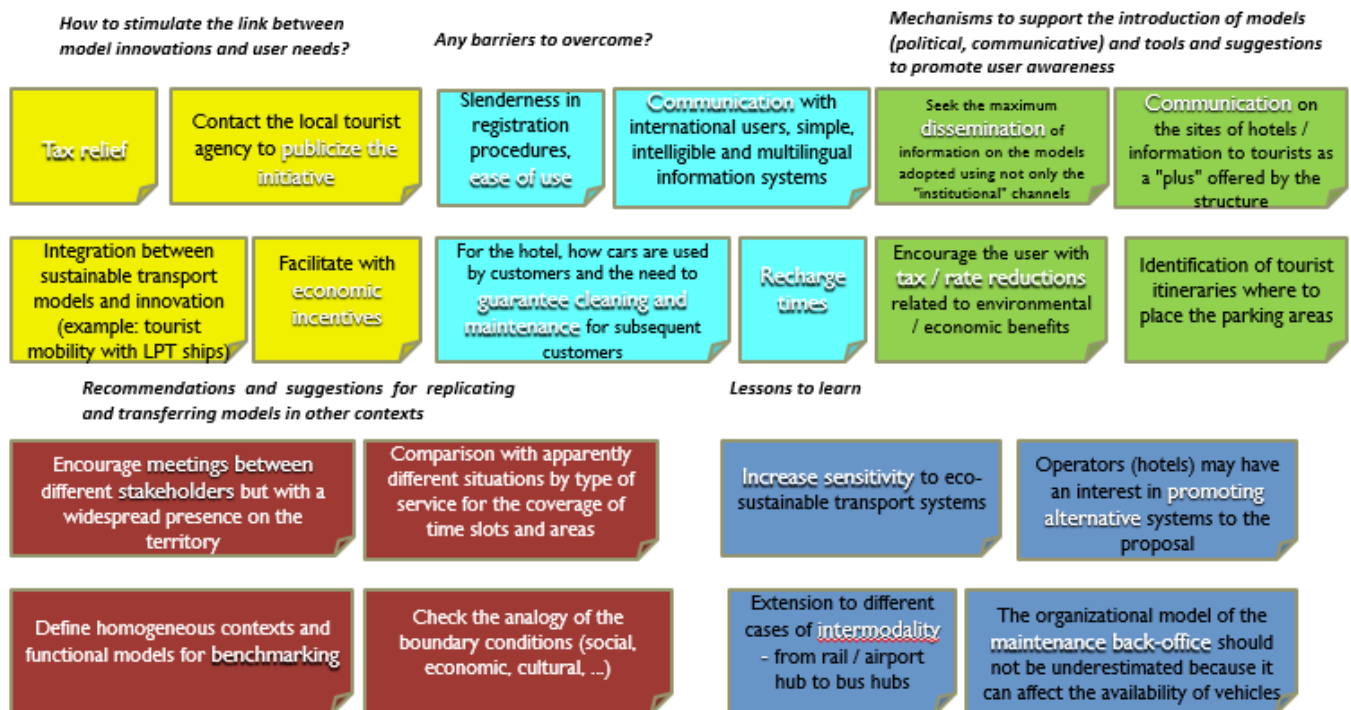 How to stimulate the link between
model innovations and user needs?
Tax relief
Contact the local tourist
agency to publicize the
initiative
Integration between
sustainable transport
models and innovation
(example: tourist
mobility with LPT ships)
Facilitate with
economic
incentives
Any barriers to overcome?
Slenderness in
registration
procedures,
ease of use
Communication with
international users, simple,
intelligible and multilingual
information systems
For the hotel, how cars are used
by customers and the need to
guarantee cleaning and
maintenance for subsequent
customers
Recharge
times
Mechanisms to support the introduction of models
(political, communicative) and tools and suggestions
to promote user awareness
Seek the maximum
dissemination of
information on the models
adopted using not only the
"institutional" channels
Communication on
the sites of hotels /
information to tourists as
a "plus" offered by the
structure
Encourage the user with
tax / rate reductions
related to environmental
/ economic benefits
Identification of tourist
itineraries where to
place the parking areas
Recommendations and suggestions for replicating
and transferring models in other contexts
Encourage meetings between
different stakeholders but with a
widespread presence on the
territory
Comparison with apparently
different situations by type of
service for the coverage of
time slots and areas
Define homogeneous contexts and
functional models for benchmarking
Check the analogy of the
boundary conditions (social,
economic, cultural, ...)
Lessons to learn
Increase sensitivity to eco-
sustainable transport systems
Operators (hotels) may have
an interest in promoting
alternative systems to the
proposal
Extension to different
cases of intermodality
- from rail / airport
hub to bus hubs
The organizational model of the
maintenance back-office should
not be underestimated because it
can affect the availability of vehicles